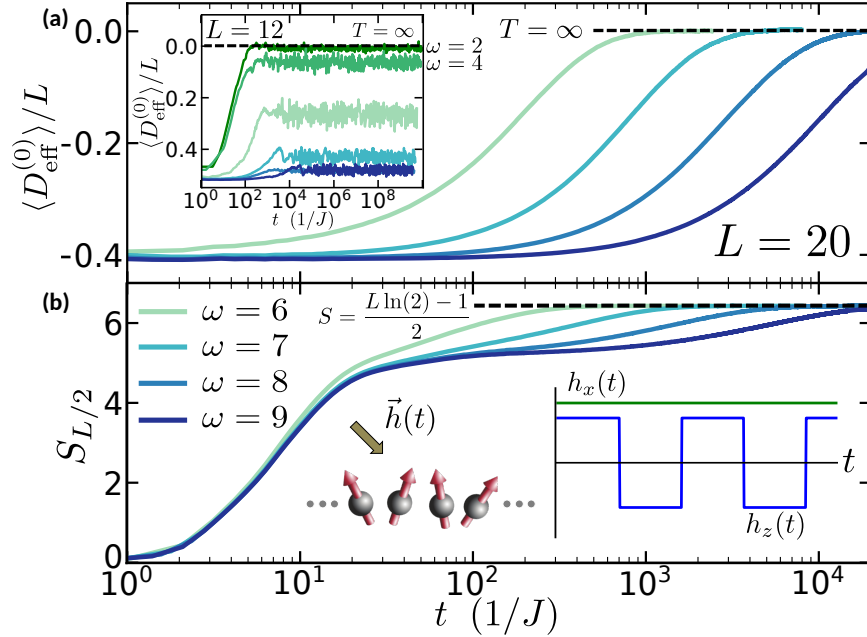 (a)
⟨D_eff^(0)⟩/L
0.0
-0.2
-0.4
T = ∞
L = 20
L = 12
T = ∞
⟨D_eff^(0)⟩/L
0.0
0.2
0.4
ω = 2
ω = 4
10^0 10^2 10^4 10^6 10^8
t (1/J)
(b)
S_{L/2}
6
4
2
0
ω = 6
ω = 7
ω = 8
ω = 9
S = (L ln(2) − 1)/2
h⃗(t)
h_x(t)
t
h_z(t)
10^0 10^1 10^2 10^3 10^4
t (1/J)